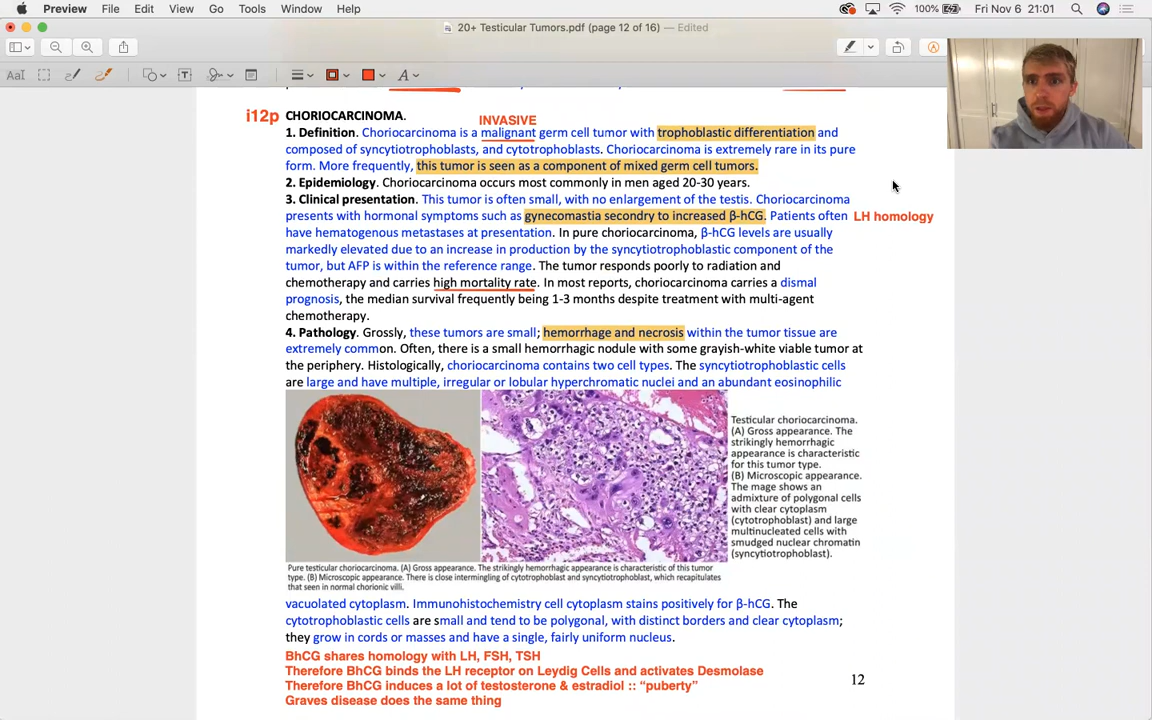 Preview File Edit View Go Tools Window Help 100% Fri Nov 6 21:01
20+ Testicular Tumors.pdf (page 12 of 16) — Edited
AaI T A
i12p CHORIOCARCINOMA.
INVASIVE
1. Definition. Choriocarcinoma is a malignant germ cell tumor with trophoblastic differentiation and
composed of syncytiotrophoblasts, and cytotrophoblasts. Choriocarcinoma is extremely rare in its pure
form. More frequently, this tumor is seen as a component of mixed germ cell tumors.
2. Epidemiology. Choriocarcinoma occurs most commonly in men aged 20-30 years.
3. Clinical presentation. This tumor is often small, with no enlargement of the testis. Choriocarcinoma
presents with hormonal symptoms such as gynecomastia secondry to increased β-hCG. Patients often LH homology
have hematogenous metastases at presentation. In pure choriocarcinoma, β-hCG levels are usually
markedly elevated due to an increase in production by the syncytiotrophoblastic component of the
tumor, but AFP is within the reference range. The tumor responds poorly to radiation and
chemotherapy and carries high mortality rate. In most reports, choriocarcinoma carries a dismal
prognosis, the median survival frequently being 1-3 months despite treatment with multi-agent
chemotherapy.
4. Pathology. Grossly, these tumors are small; hemorrhage and necrosis within the tumor tissue are
extremely common. Often, there is a small hemorrhagic nodule with some grayish-white viable tumor at
the periphery. Histologically, choriocarcinoma contains two cell types. The syncytiotrophoblastic cells
are large and have multiple, irregular or lobular hyperchromatic nuclei and an abundant eosinophilic
Testicular choriocarcinoma.
(A) Gross appearance. The
strikingly hemorrhagic
appearance is characteristic
for this tumor type.
(B) Microscopic appearance.
The mage shows an
admixture of polygonal cells
with clear cytoplasm
(cytotrophoblast) and large
multinucleated cells with
smudged nuclear chromatin
(syncytiotrophoblast).
Pure testicular choriocarcinoma. (A) Gross appearance. The strikingly hemorrhagic appearance is characteristic of this tumor
type. (B) Microscopic appearance. There is close intermingling of cytotrophoblast and syncytiotrophoblast, which recapitulates
that seen in normal chorionic villi.
vacuolated cytoplasm. Immunohistochemistry cell cytoplasm stains positively for β-hCG. The
cytotrophoblastic cells are small and tend to be polygonal, with distinct borders and clear cytoplasm;
they grow in cords or masses and have a single, fairly uniform nucleus.
BhCG shares homology with LH, FSH, TSH
Therefore BhCG binds the LH receptor on Leydig Cells and activates Desmolase
Therefore BhCG induces a lot of testosterone & estradiol :: “puberty”
Graves disease does the same thing
12